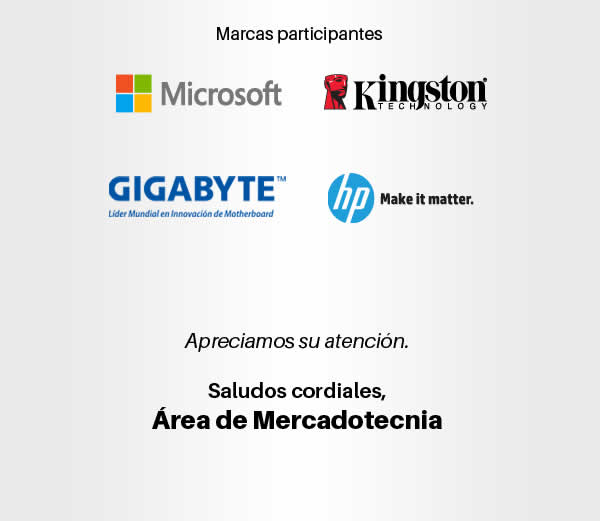 Marcas participantes
Microsoft
Kingston
TECHNOLOGY
GIGABYTE™
Líder Mundial en Innovación de Motherboard
hp Make it matter.
Apreciamos su atención.
Saludos cordiales,
Área de Mercadotecnia